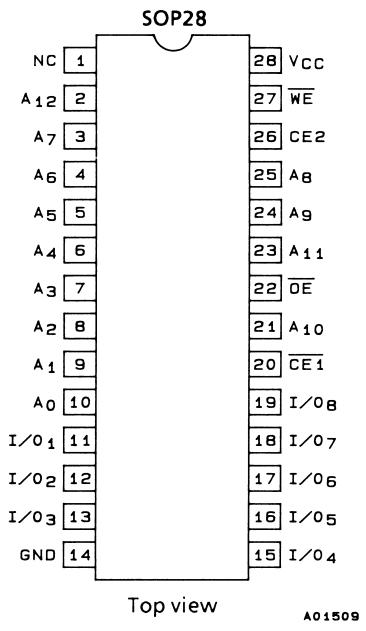 SOP28
NC 1 28 VCC
A12 2 27 W̅E̅
A7 3 26 CE2
A6 4 25 A8
A5 5 24 A9
A4 6 23 A11
A3 7 22 O̅E̅
A2 8 21 A10
A1 9 20 C̅E̅1̅
A0 10 19 I/O8
I/O1 11 18 I/O7
I/O2 12 17 I/O6
I/O3 13 16 I/O5
GND 14 15 I/O4
Top view
A01509